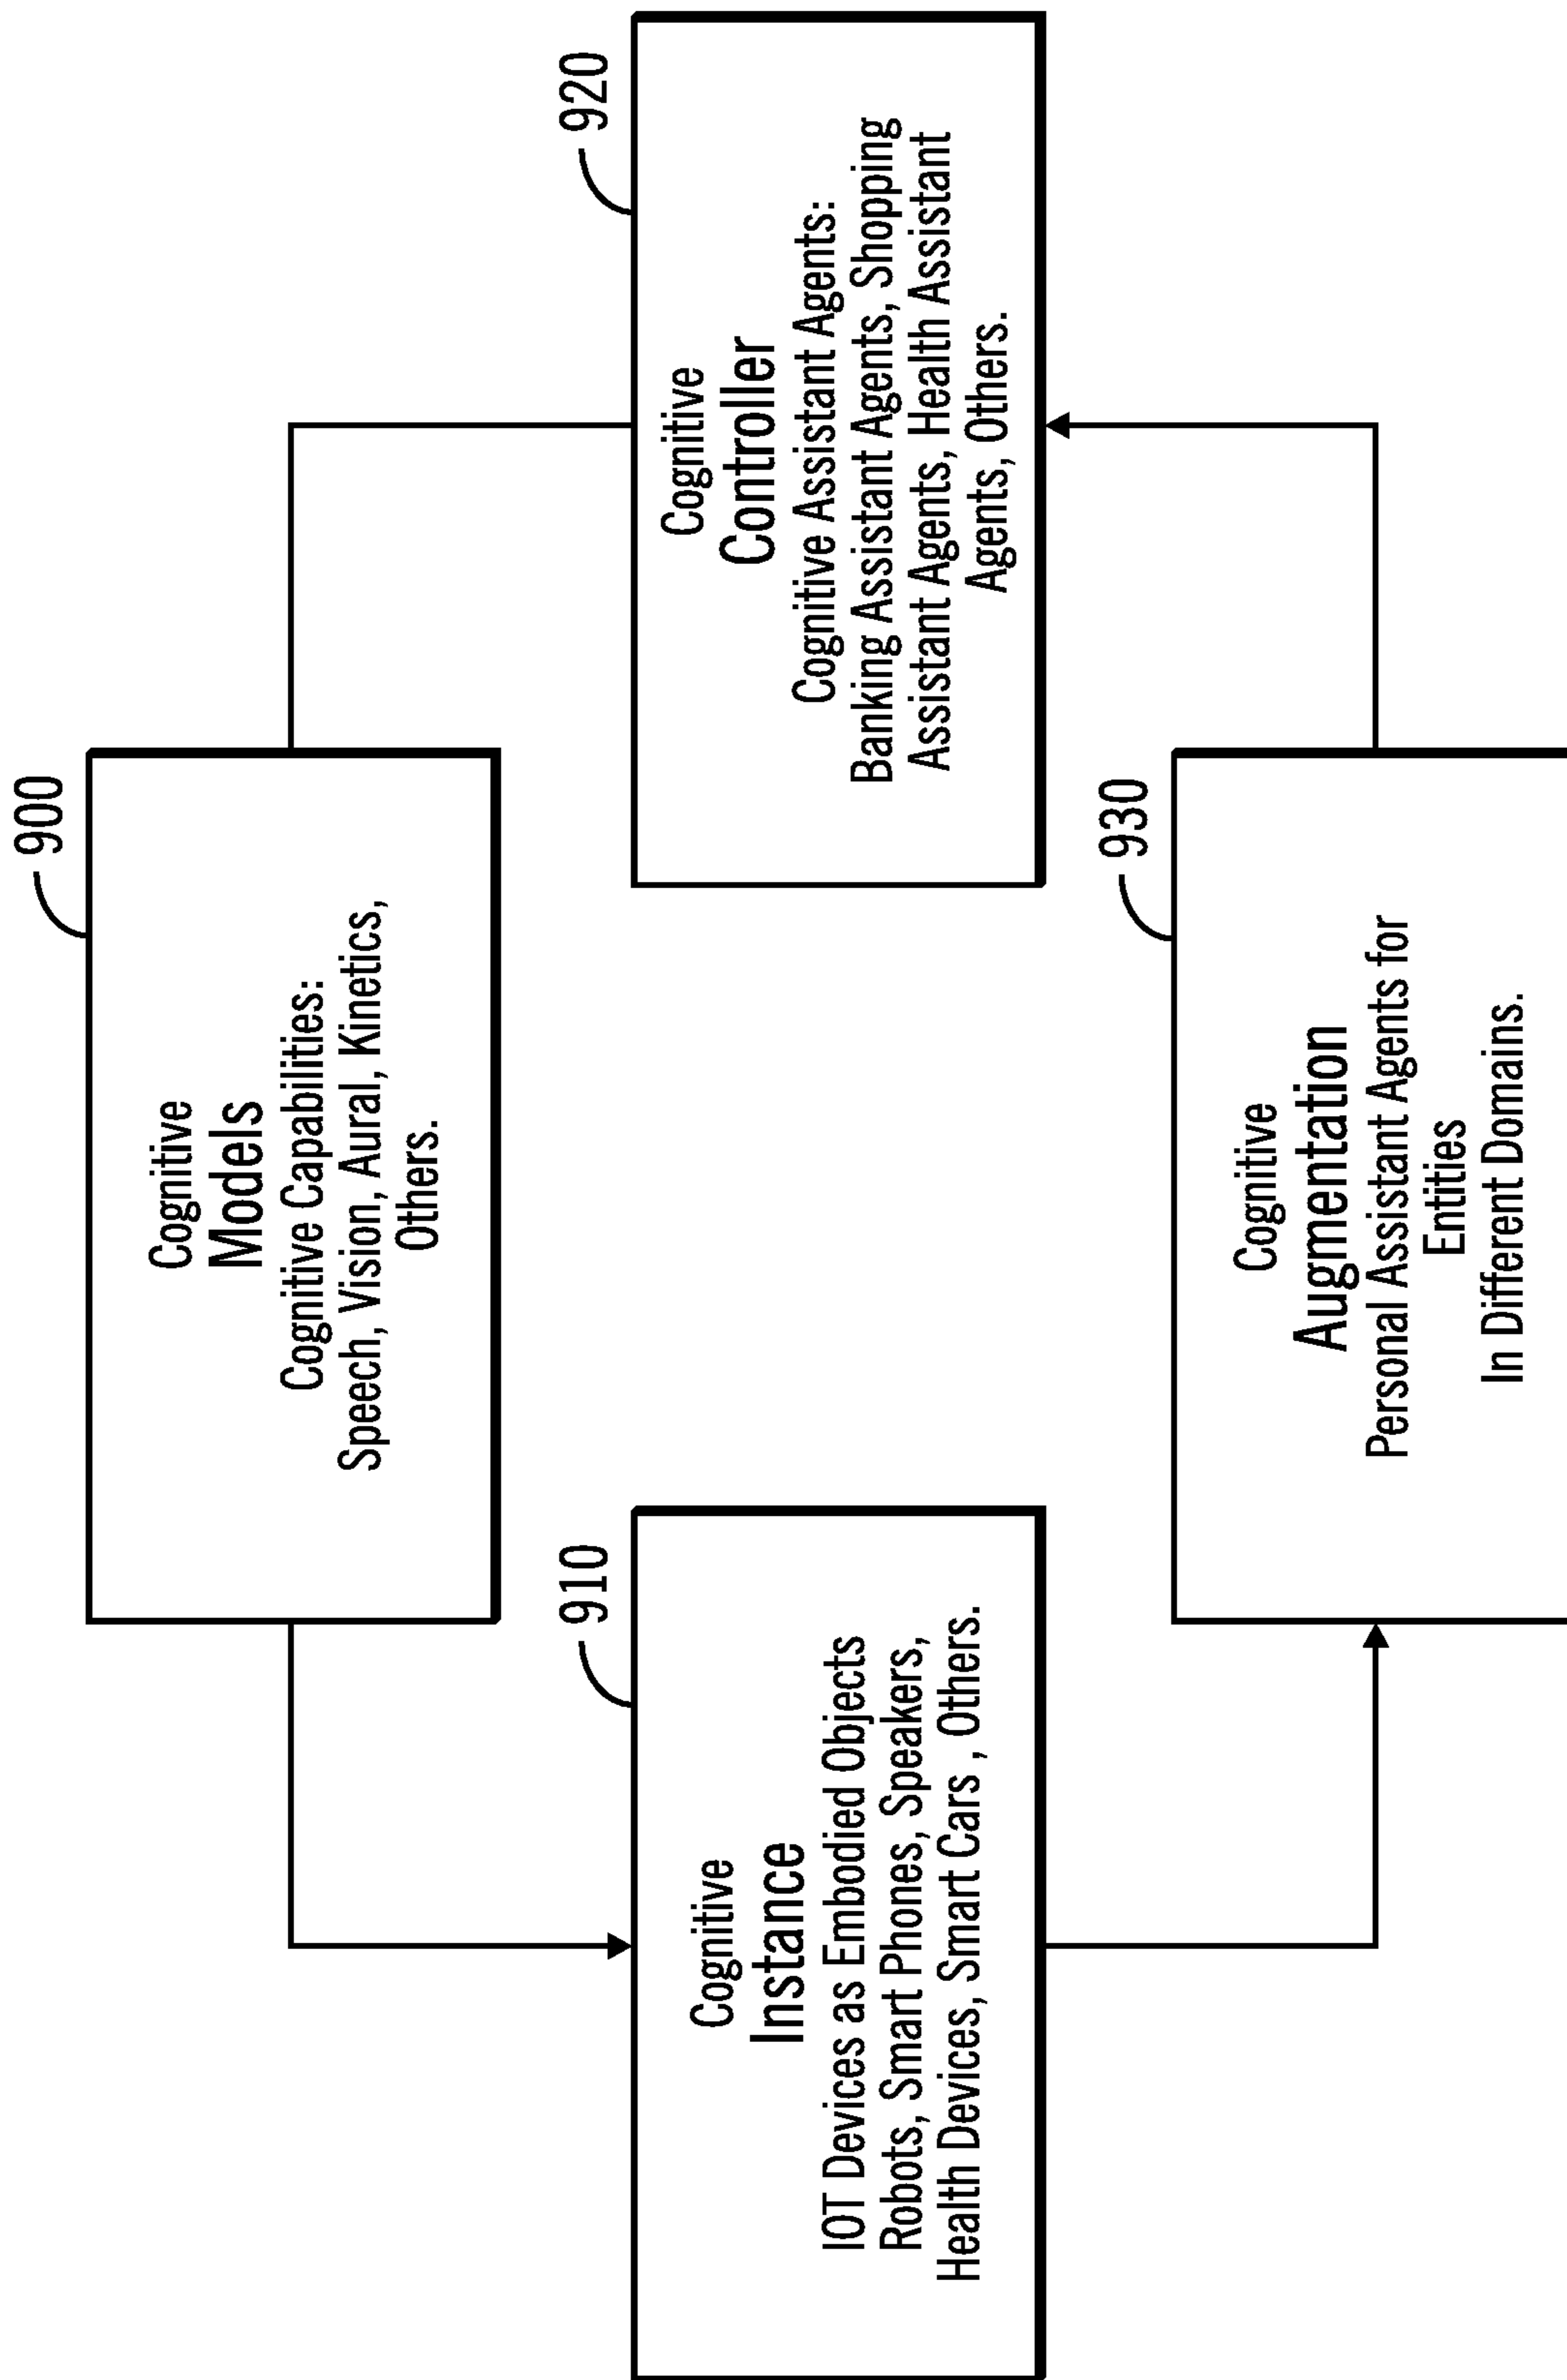 900
Cognitive
Models
Cognitive Capabilities:
Speech, Vision, Aural, Kinetics,
Others.
910
Cognitive
Instance
IOT Devices as Embodied Objects
Robots, Smart Phones, Speakers,
Health Devices, Smart Cars , Others.
920
Cognitive
Controller
Cognitive Assistant Agents:
Banking Assistant Agents, Shopping
Assistant Agents, Health Assistant
Agents, Others.
930
Cognitive
Augmentation
Personal Assistant Agents for
Entities
In Different Domains.